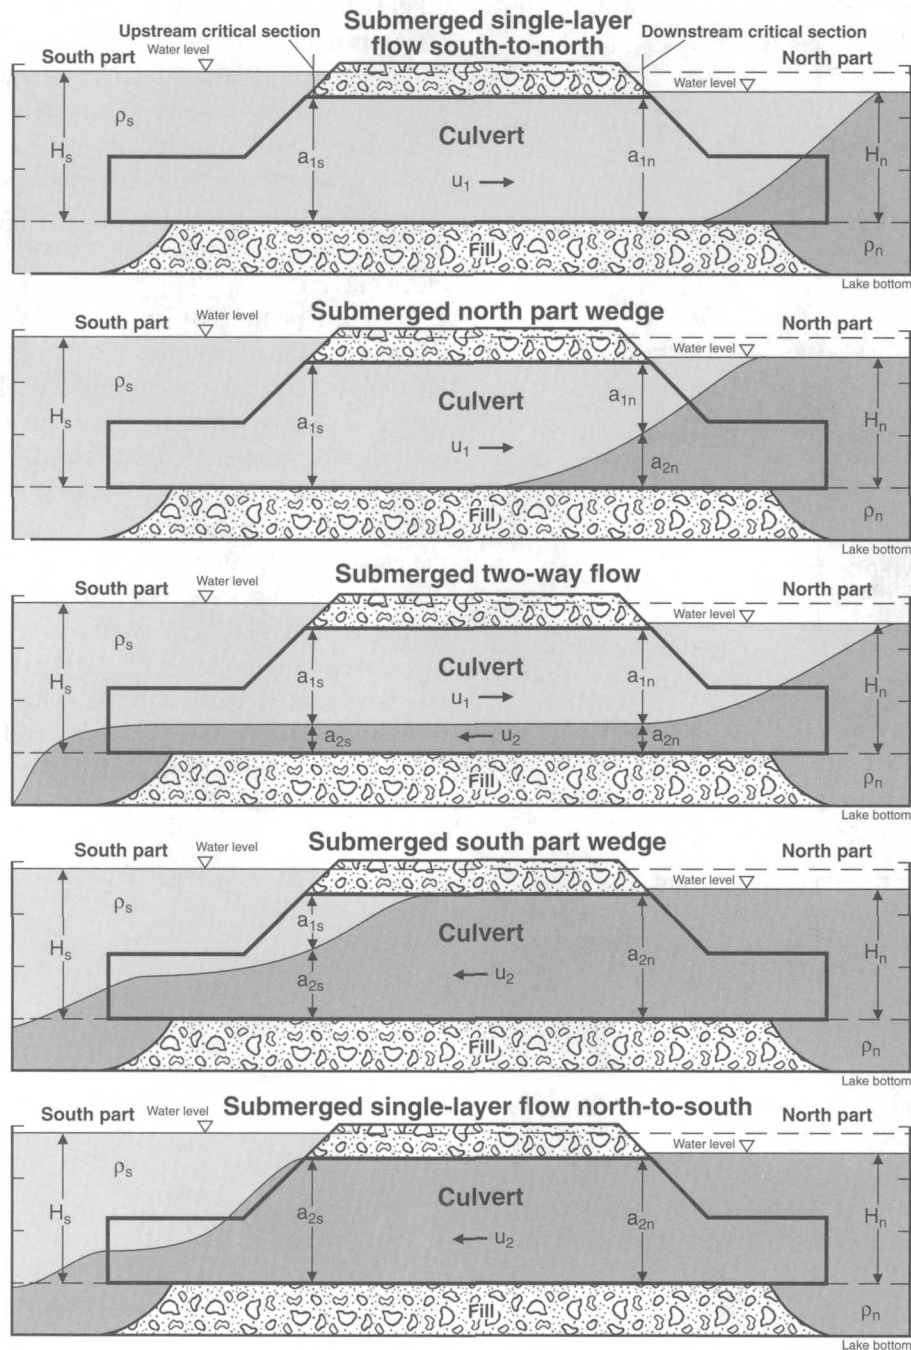 Submerged single-layer
flow south-to-north
Upstream critical section
Downstream critical section
South part
Water level
North part
Water level
ρs
Hs
a1s
Culvert
u1
a1n
Hn
Fill
ρn
Lake bottom
Submerged north part wedge
South part
Water level
North part
Water level
ρs
Hs
a1s
Culvert
u1
a1n
a2n
Hn
Fill
ρn
Lake bottom
Submerged two-way flow
South part
Water level
North part
Water level
ρs
Hs
a1s
Culvert
u1
a1n
Hn
a2s
u2
a2n
Fill
ρn
Lake bottom
Submerged south part wedge
South part
Water level
North part
Water level
ρs
Hs
a1s
Culvert
a2s
u2
a2n
Hn
Fill
ρn
Lake bottom
Submerged single-layer flow north-to-south
South part
Water level
North part
Water level
ρs
Hs
a2s
Culvert
u2
a2n
Hn
Fill
ρn
Lake bottom